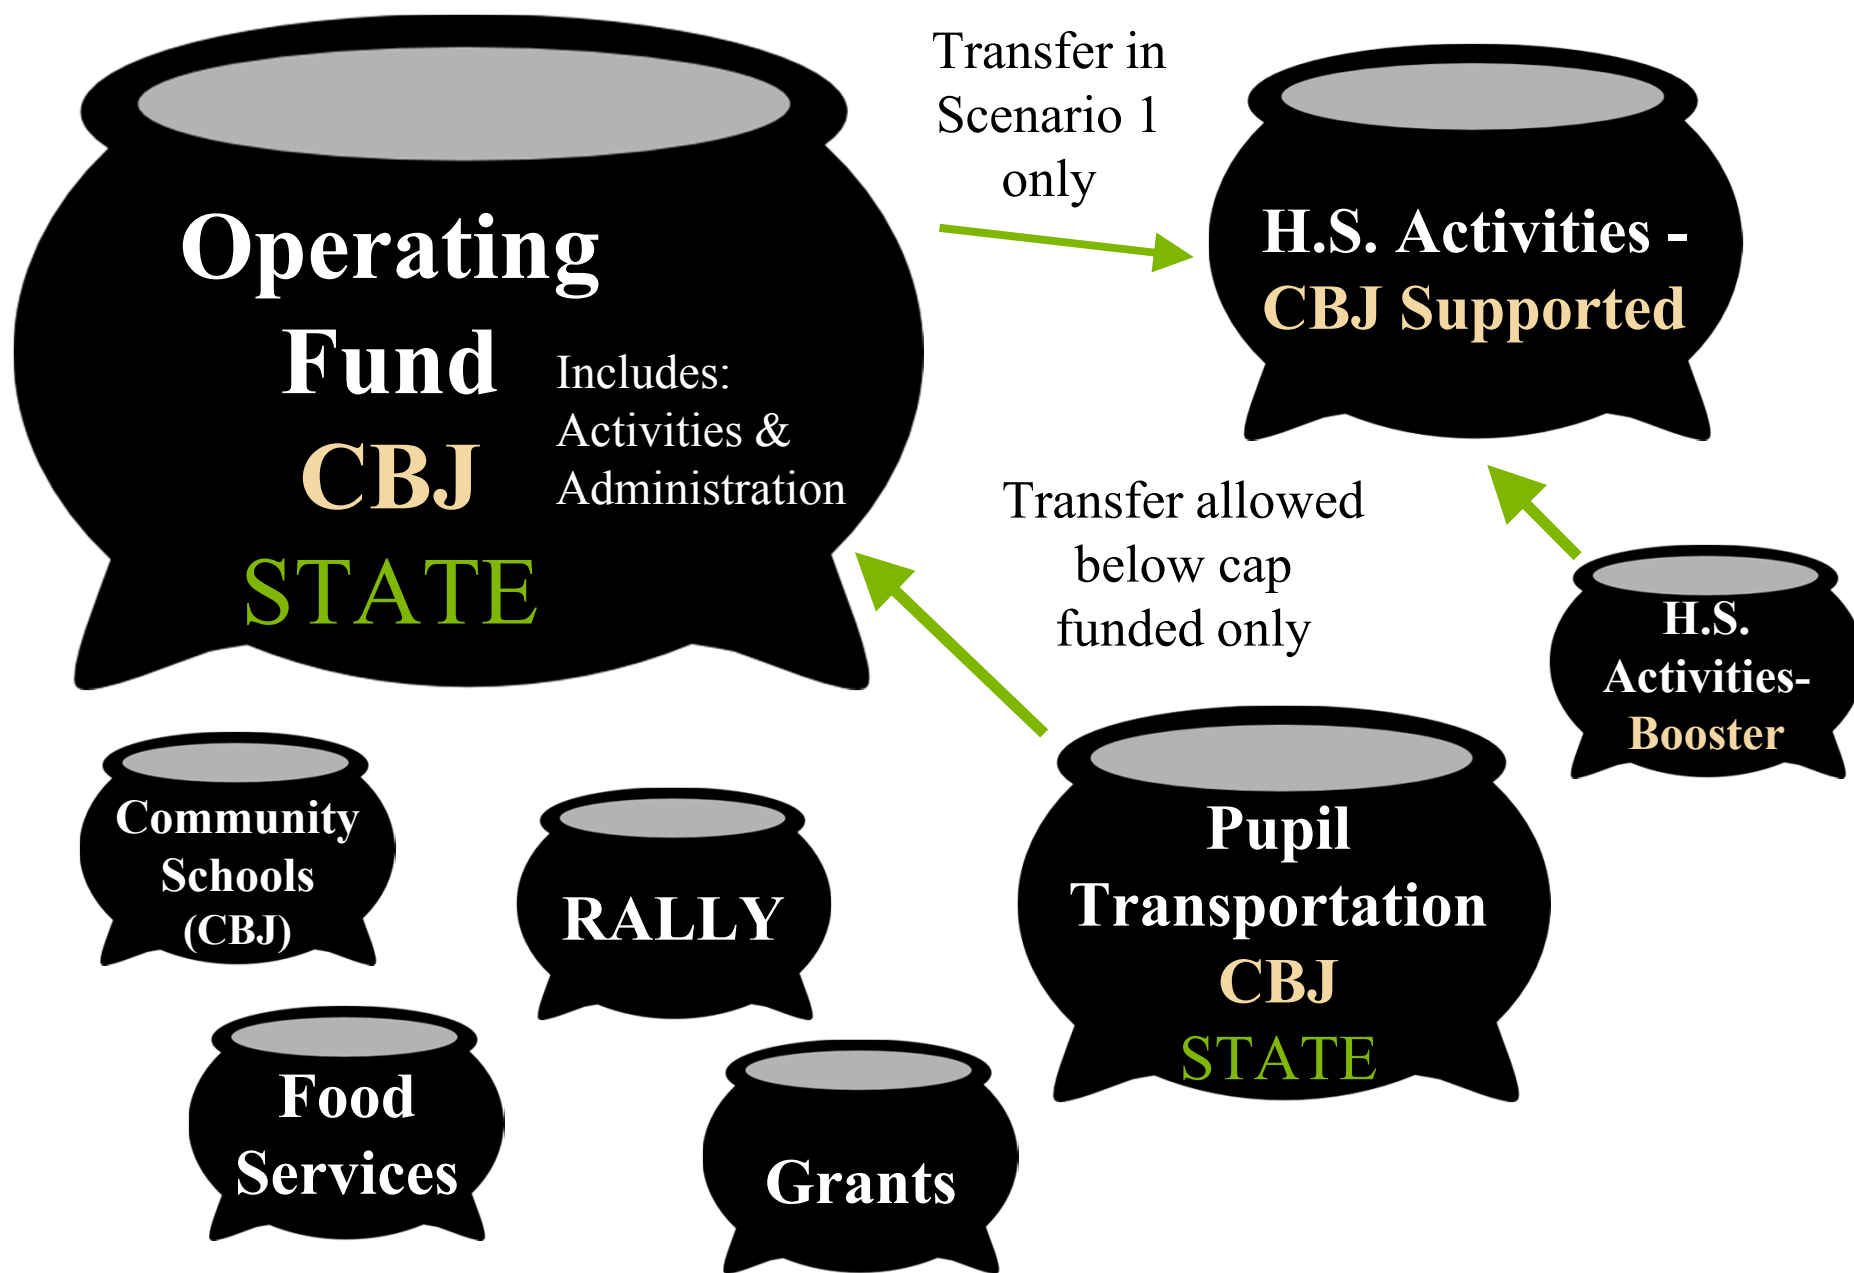 Operating
Fund
CBJ
STATE
Includes:
Activities &
Administration
Transfer in
Scenario 1
only
H.S. Activities -
CBJ Supported
Transfer allowed
below cap
funded only
H.S.
Activities-
Booster
Community
Schools
(CBJ)
RALLY
Pupil
Transportation
CBJ
STATE
Food
Services
Grants